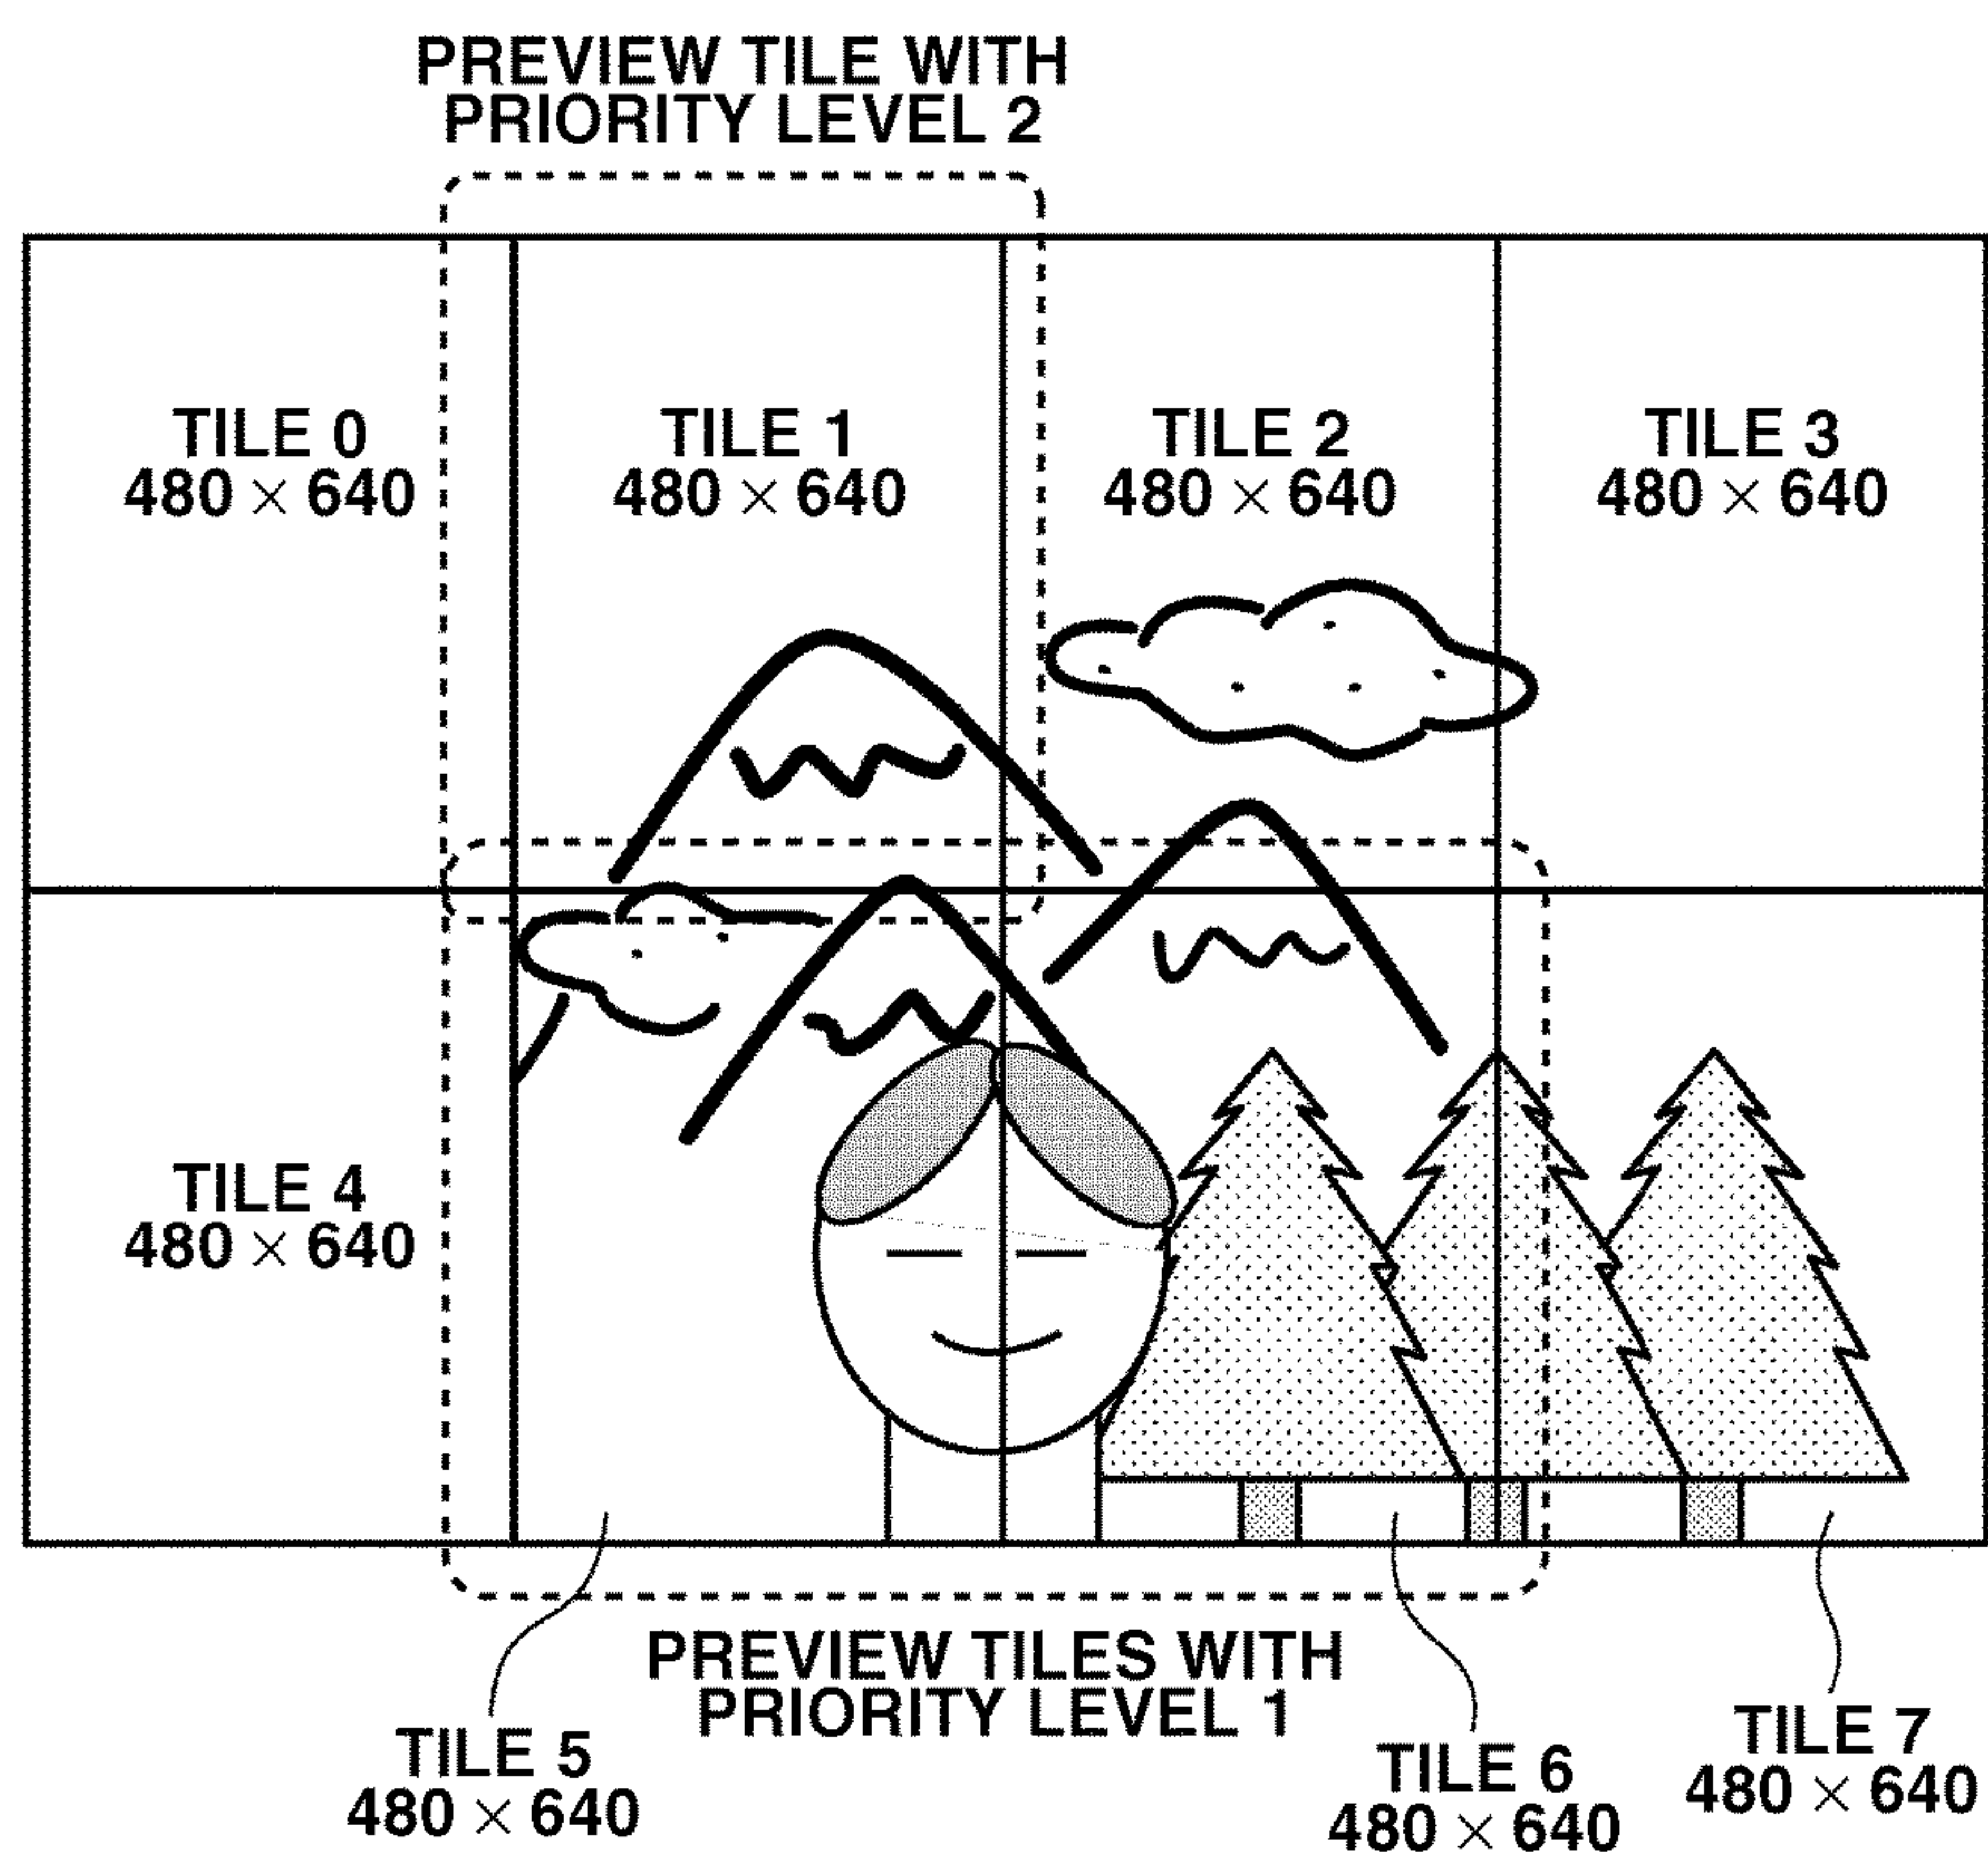 PREVIEW TILE WITH
PRIORITY LEVEL 2
TILE 0
480 × 640
TILE 1
480 × 640
TILE 2
480 × 640
TILE 3
480 × 640
TILE 4
480 × 640
PREVIEW TILES WITH
PRIORITY LEVEL 1
TILE 5
480 × 640
TILE 6
480 × 640
TILE 7
480 × 640